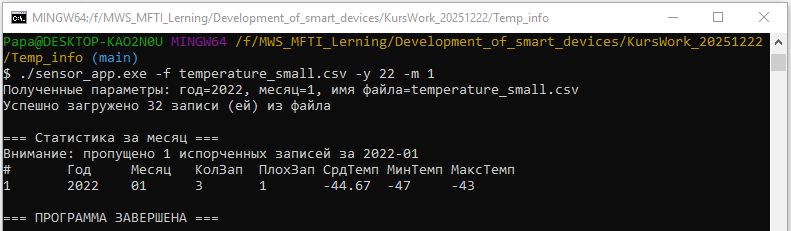 MINGW64:/f/MWS_MFTI_Lerning/Development_of_smart_devices/KursWork_20251222/Temp_info
Papa@DESKTOP-KAO2N0U MINGW64 /f/MWS_MFTI_Lerning/Development_of_smart_devices/KursWork_20251222
/Temp_info (main)
$ ./sensor_app.exe -f temperature_small.csv -y 22 -m 1
Полученные параметры: год=2022, месяц=1, имя файла=temperature_small.csv
Успешно загружено 32 записи (ей) из файла
=== Статистика за месяц ===
Внимание: пропущено 1 испорченных записей за 2022-01
# Год Месяц КолЗап ПлохЗап СрдТемп МинТемп МаксТемп
1 2022 01 3 1 -44.67 -47 -43
=== ПРОГРАММА ЗАВЕРШЕНА ===